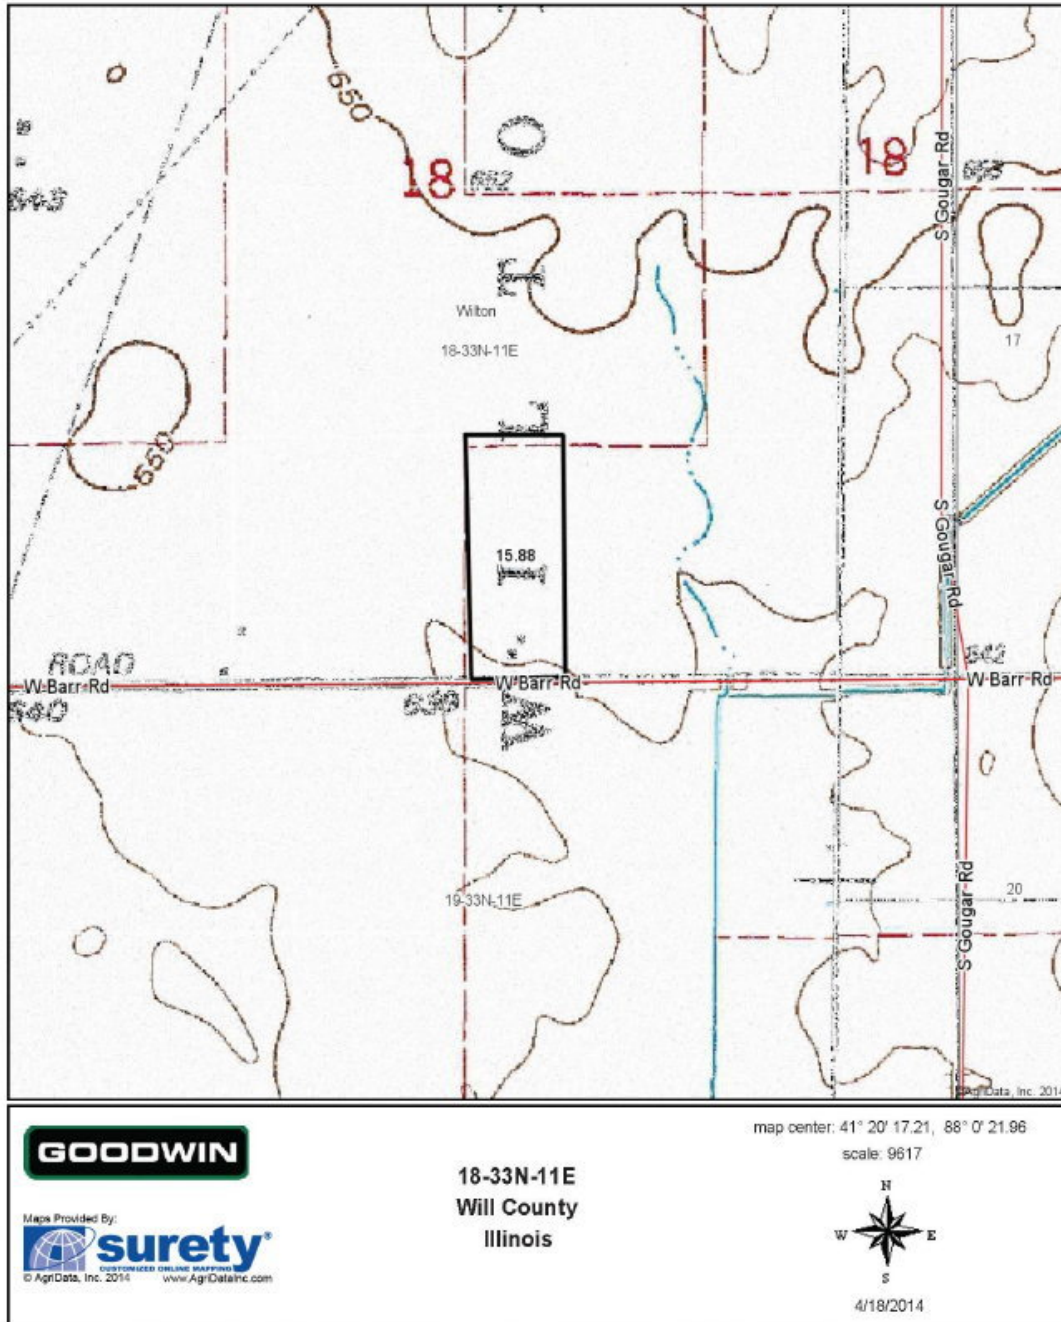 650
O
18
652
18
S Gougar Rd
T
Wilton
18-33N-11E
17
650
S Gougar Rd
15.88
I
ROAD
W Barr Rd
640
639
W Barr Rd
W
642
W Barr Rd
19-33N-11E
20
S Gougar Rd
©AgriData, Inc. 2014
GOODWIN
Maps Provided By:
surety®
CUSTOMIZED ONLINE MAPPING
© AgriData, Inc. 2014 www.AgriDataInc.com
18-33N-11E
Will County
Illinois
map center: 41° 20' 17.21, 88° 0' 21.96
scale: 9617
N
W E
S
4/18/2014